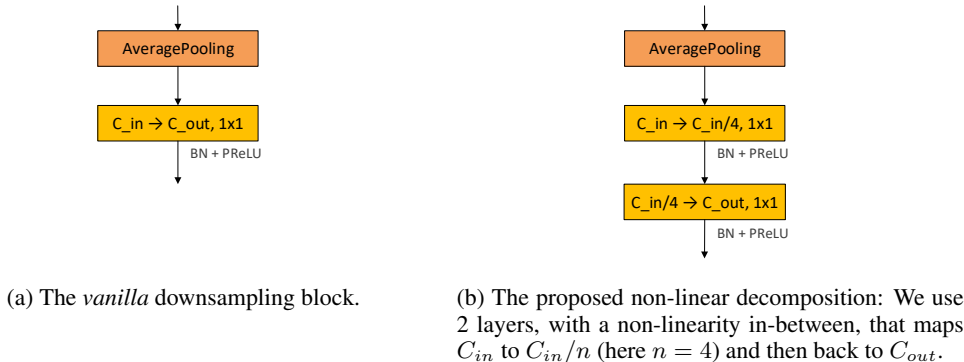 AveragePooling
C_in → C_out, 1x1
BN + PReLU
(a) The vanilla downsampling block.
AveragePooling
C_in → C_in/4, 1x1
BN + PReLU
C_in/4 → C_out, 1x1
BN + PReLU
(b) The proposed non-linear decomposition: We use
2 layers, with a non-linearity in-between, that maps
C_in to C_in/n (here n = 4) and then back to C_out.